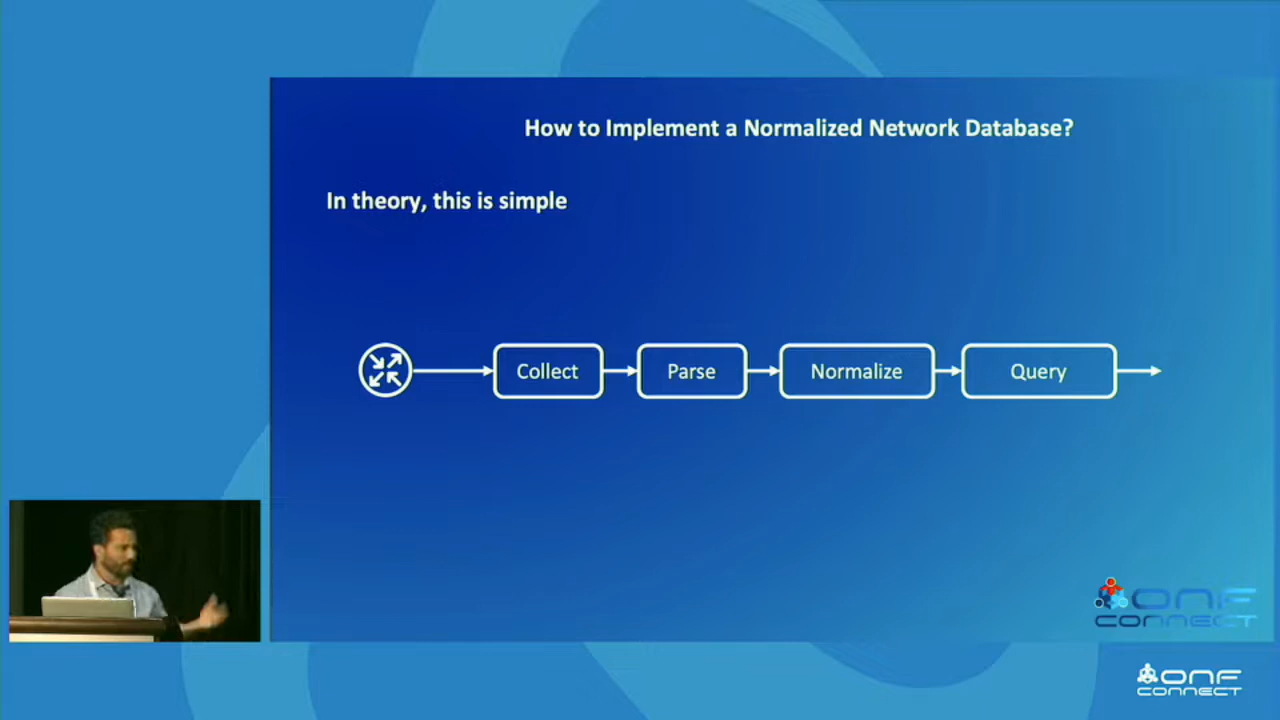 How to Implement a Normalized Network Database?
In theory, this is simple
Collect
Parse
Normalize
Query
ONF
CONNECT
ONF
CONNECT